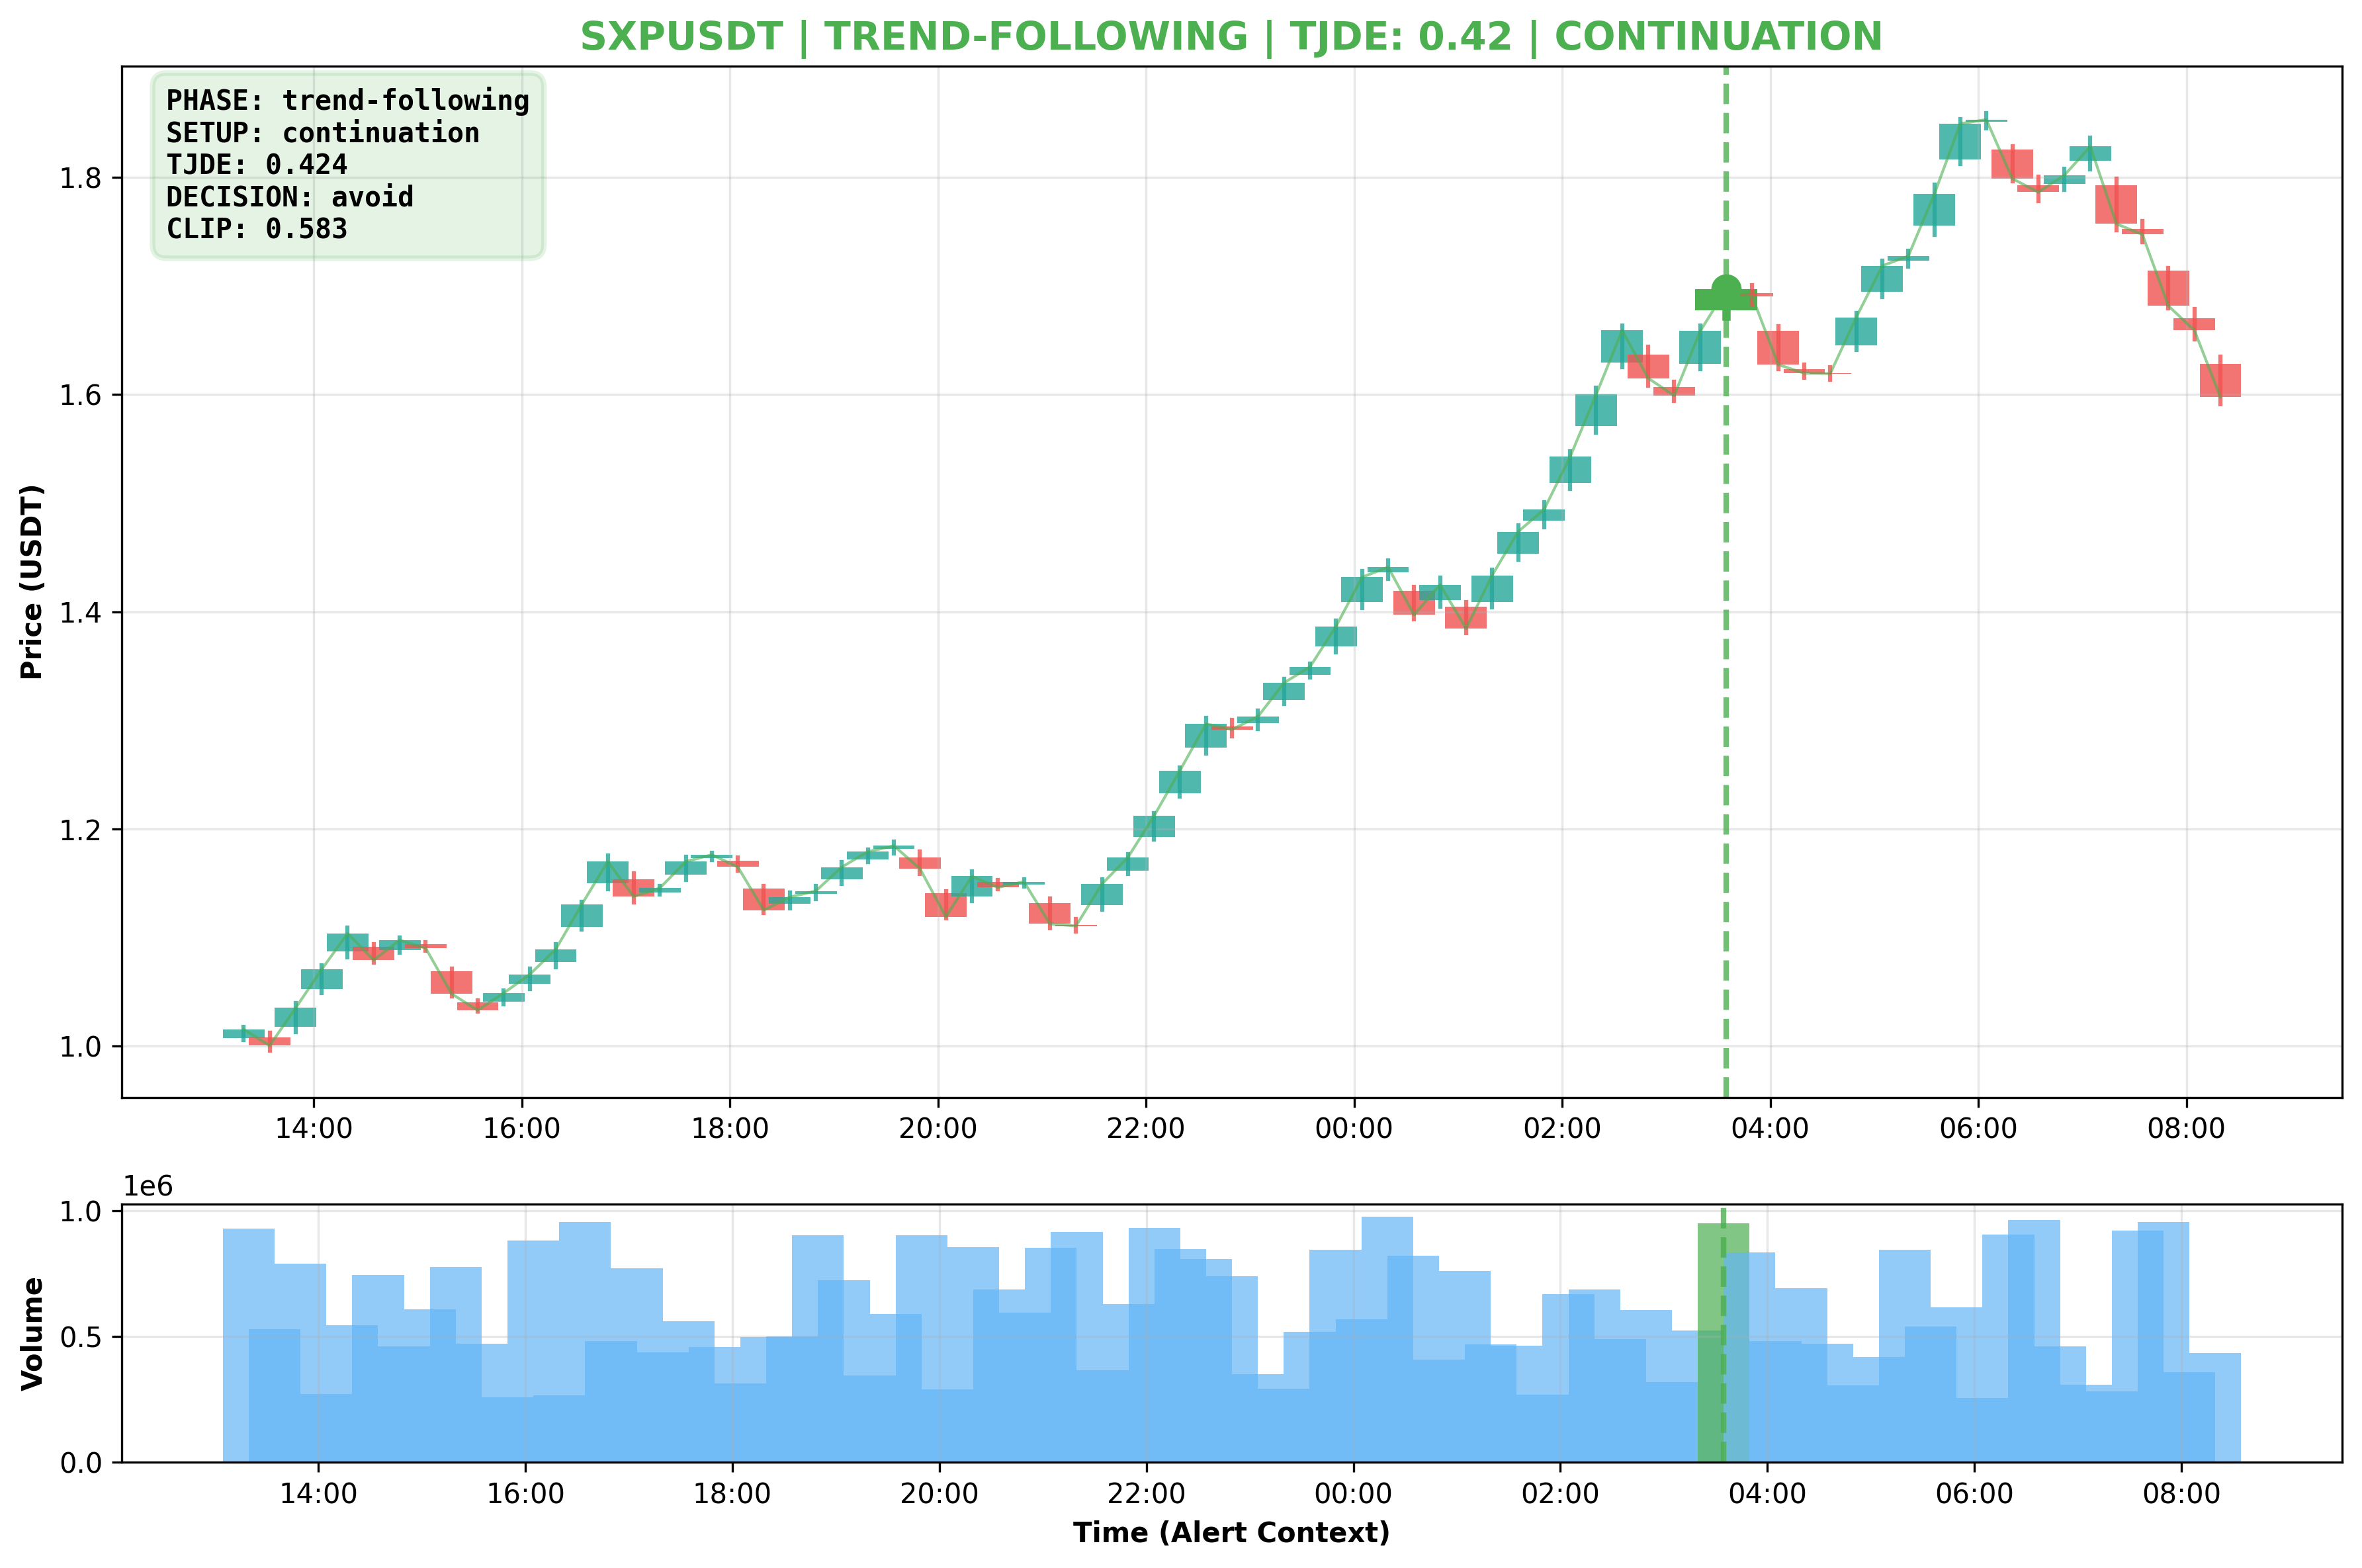 SXPUSDT | TREND-FOLLOWING | TJDE: 0.42 | CONTINUATION
PHASE: trend-following
SETUP: continuation
TJDE: 0.424
DECISION: avoid
CLIP: 0.583
Price (USDT)
1.8
1.6
1.4
1.2
1.0
14:00 16:00 18:00 20:00 22:00 00:00 02:00 04:00 06:00 08:00
1e6
Volume
1.0
0.5
0.0
14:00 16:00 18:00 20:00 22:00 00:00 02:00 04:00 06:00 08:00
Time (Alert Context)